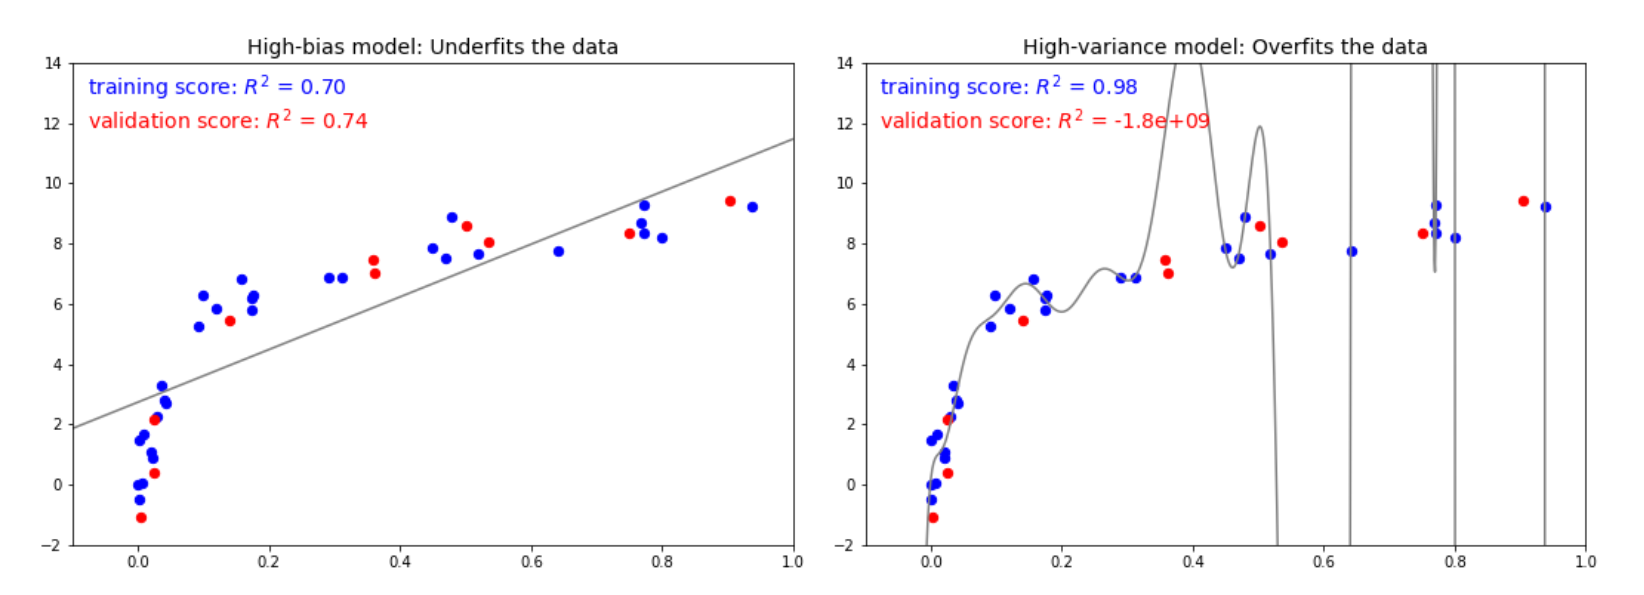 High-bias model: Underfits the data
training score: R² = 0.70
validation score: R² = 0.74
14
12
10
8
6
4
2
0
−2
0.0 0.2 0.4 0.6 0.8 1.0
High-variance model: Overfits the data
training score: R² = 0.98
validation score: R² = -1.8e+09
14
12
10
8
6
4
2
0
−2
0.0 0.2 0.4 0.6 0.8 1.0